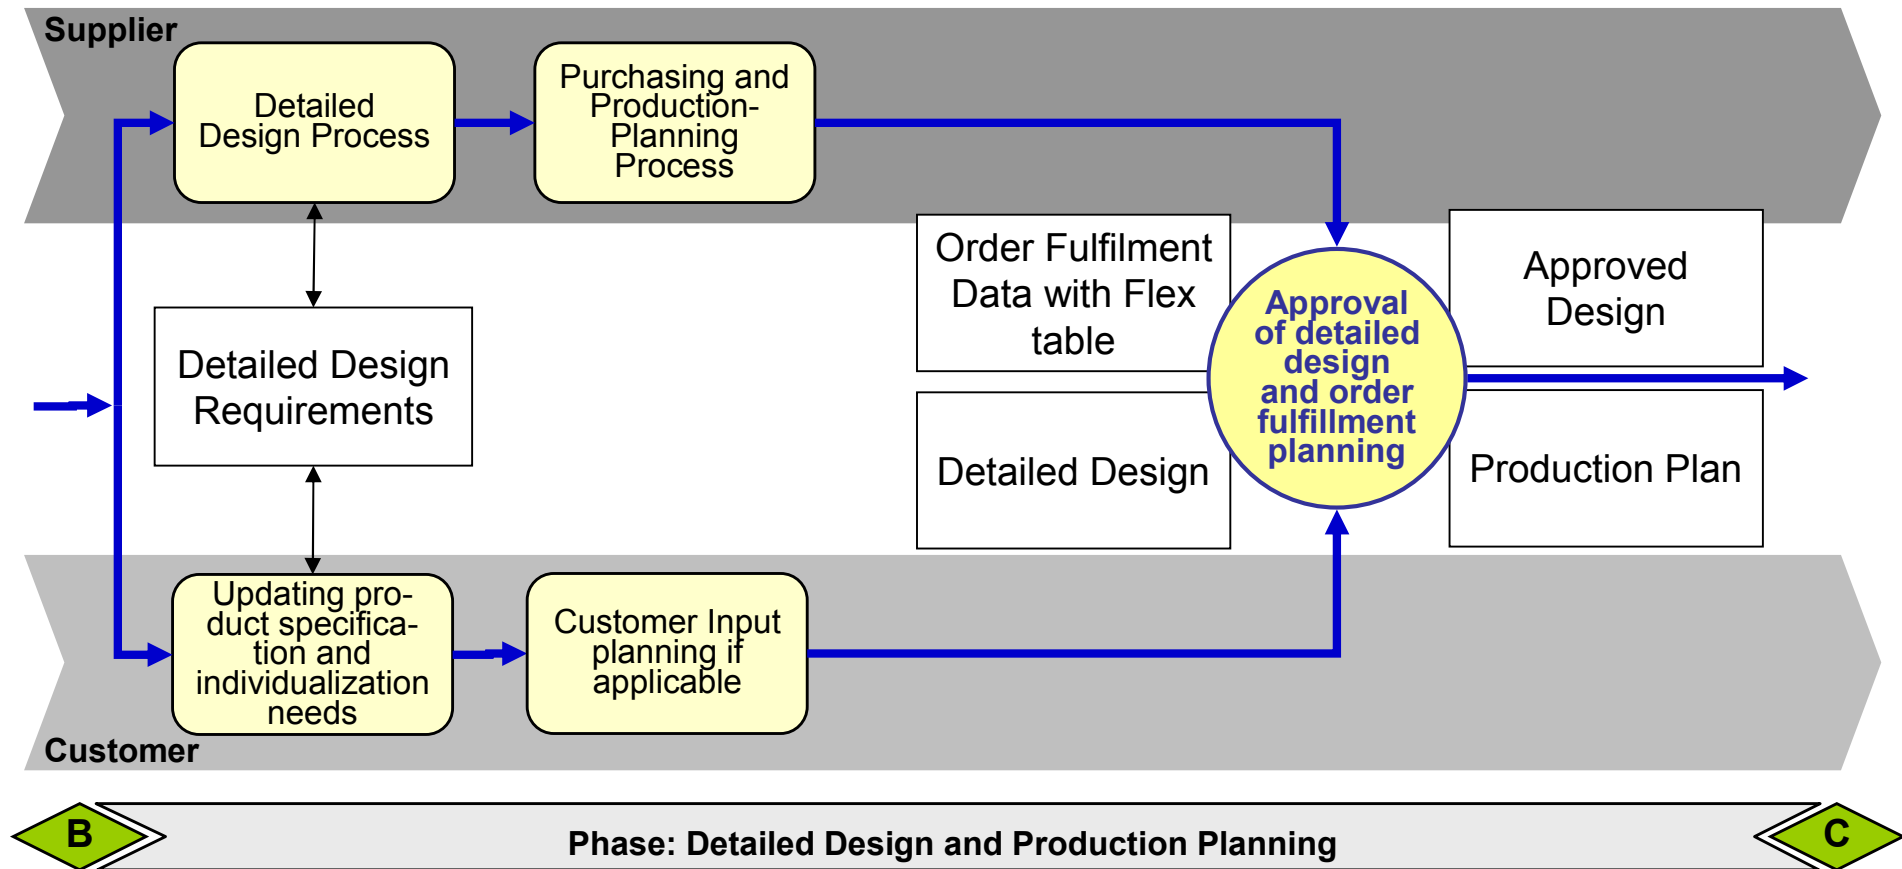 Supplier
Detailed
Design Process
Purchasing and
Production-
Planning
Process
Detailed Design
Requirements
Order Fulfilment
Data with Flex
table
Detailed Design
Approval
of detailed
design
and order
fulfillment
planning
Approved
Design
Production Plan
Updating pro-
duct specifica-
tion and
individualization
needs
Customer Input
planning if
applicable
Customer
B
Phase: Detailed Design and Production Planning
C